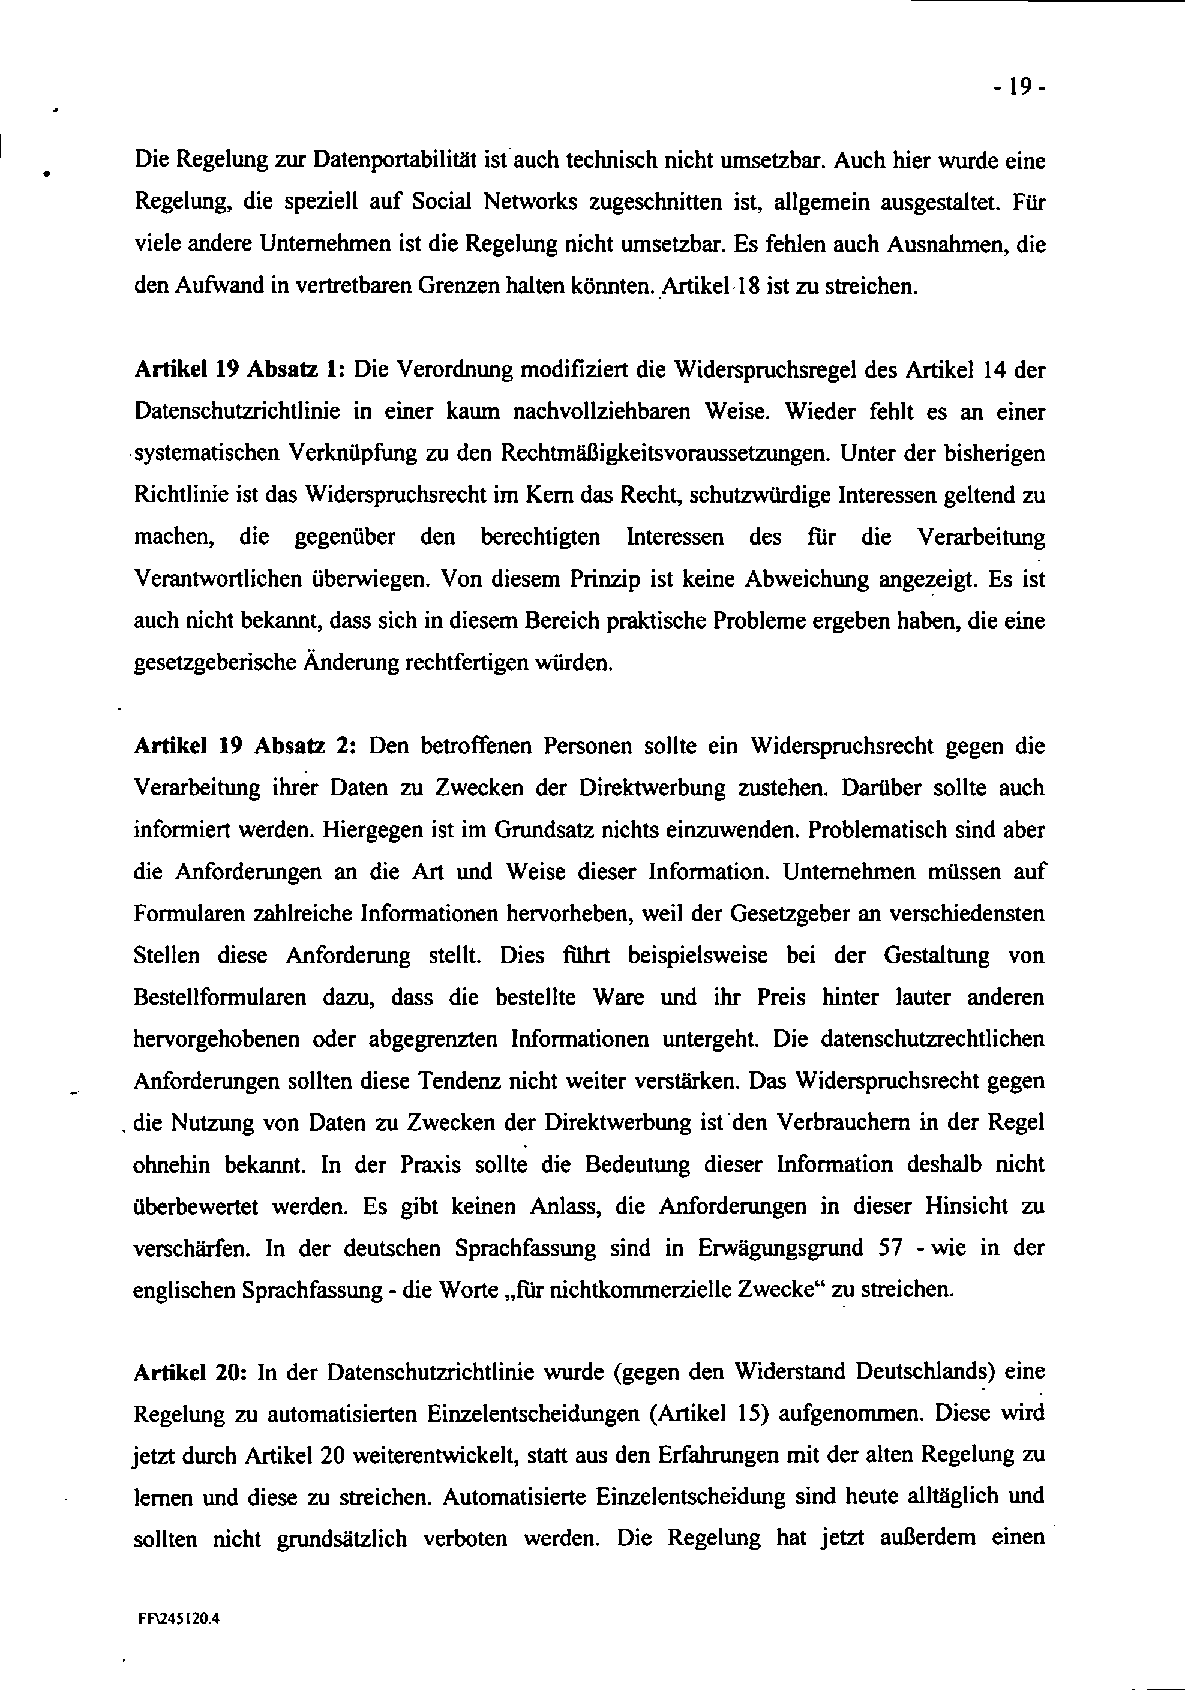 - 19 -
Die Regelung zur Datenportabilität ist auch technisch nicht umsetzbar. Auch hier wurde eine
Regelung, die speziell auf Social Networks zugeschnitten ist, allgemein ausgestaltet. Für
viele andere Unternehmen ist die Regelung nicht umsetzbar. Es fehlen auch Ausnahmen, die
den Aufwand in vertretbaren Grenzen halten könnten. Artikel 18 ist zu streichen.
Artikel 19 Absatz 1: Die Verordnung modifiziert die Widerspruchsregel des Artikel 14 der
Datenschutzrichtlinie in einer kaum nachvollziehbaren Weise. Wieder fehlt es an einer
systematischen Verknüpfung zu den Rechtmäßigkeitsvoraussetzungen. Unter der bisherigen
Richtlinie ist das Widerspruchsrecht im Kern das Recht, schutzwürdige Interessen geltend zu
machen, die gegenüber den berechtigten Interessen des für die Verarbeitung
Verantwortlichen überwiegen. Von diesem Prinzip ist keine Abweichung angezeigt. Es ist
auch nicht bekannt, dass sich in diesem Bereich praktische Probleme ergeben haben, die eine
gesetzgeberische Änderung rechtfertigen würden.
Artikel 19 Absatz 2: Den betroffenen Personen sollte ein Widerspruchsrecht gegen die
Verarbeitung ihrer Daten zu Zwecken der Direktwerbung zustehen. Darüber sollte auch
informiert werden. Hiergegen ist im Grundsatz nichts einzuwenden. Problematisch sind aber
die Anforderungen an die Art und Weise dieser Information. Unternehmen müssen auf
Formularen zahlreiche Informationen hervorheben, weil der Gesetzgeber an verschiedensten
Stellen diese Anforderung stellt. Dies führt beispielsweise bei der Gestaltung von
Bestellformularen dazu, dass die bestellte Ware und ihr Preis hinter lauter anderen
hervorgehobenen oder abgegrenzten Informationen untergeht. Die datenschutzrechtlichen
Anforderungen sollten diese Tendenz nicht weiter verstärken. Das Widerspruchsrecht gegen
die Nutzung von Daten zu Zwecken der Direktwerbung ist den Verbrauchern in der Regel
ohnehin bekannt. In der Praxis sollte die Bedeutung dieser Information deshalb nicht
überbewertet werden. Es gibt keinen Anlass, die Anforderungen in dieser Hinsicht zu
verschärfen. In der deutschen Sprachfassung sind in Erwägungsgrund 57 - wie in der
englischen Sprachfassung - die Worte „für nichtkommerzielle Zwecke“ zu streichen.
Artikel 20: In der Datenschutzrichtlinie wurde (gegen den Widerstand Deutschlands) eine
Regelung zu automatisierten Einzelentscheidungen (Artikel 15) aufgenommen. Diese wird
jetzt durch Artikel 20 weiterentwickelt, statt aus den Erfahrungen mit der alten Regelung zu
lernen und diese zu streichen. Automatisierte Einzelentscheidung sind heute alltäglich und
sollten nicht grundsätzlich verboten werden. Die Regelung hat jetzt außerdem einen
FF\245120.4